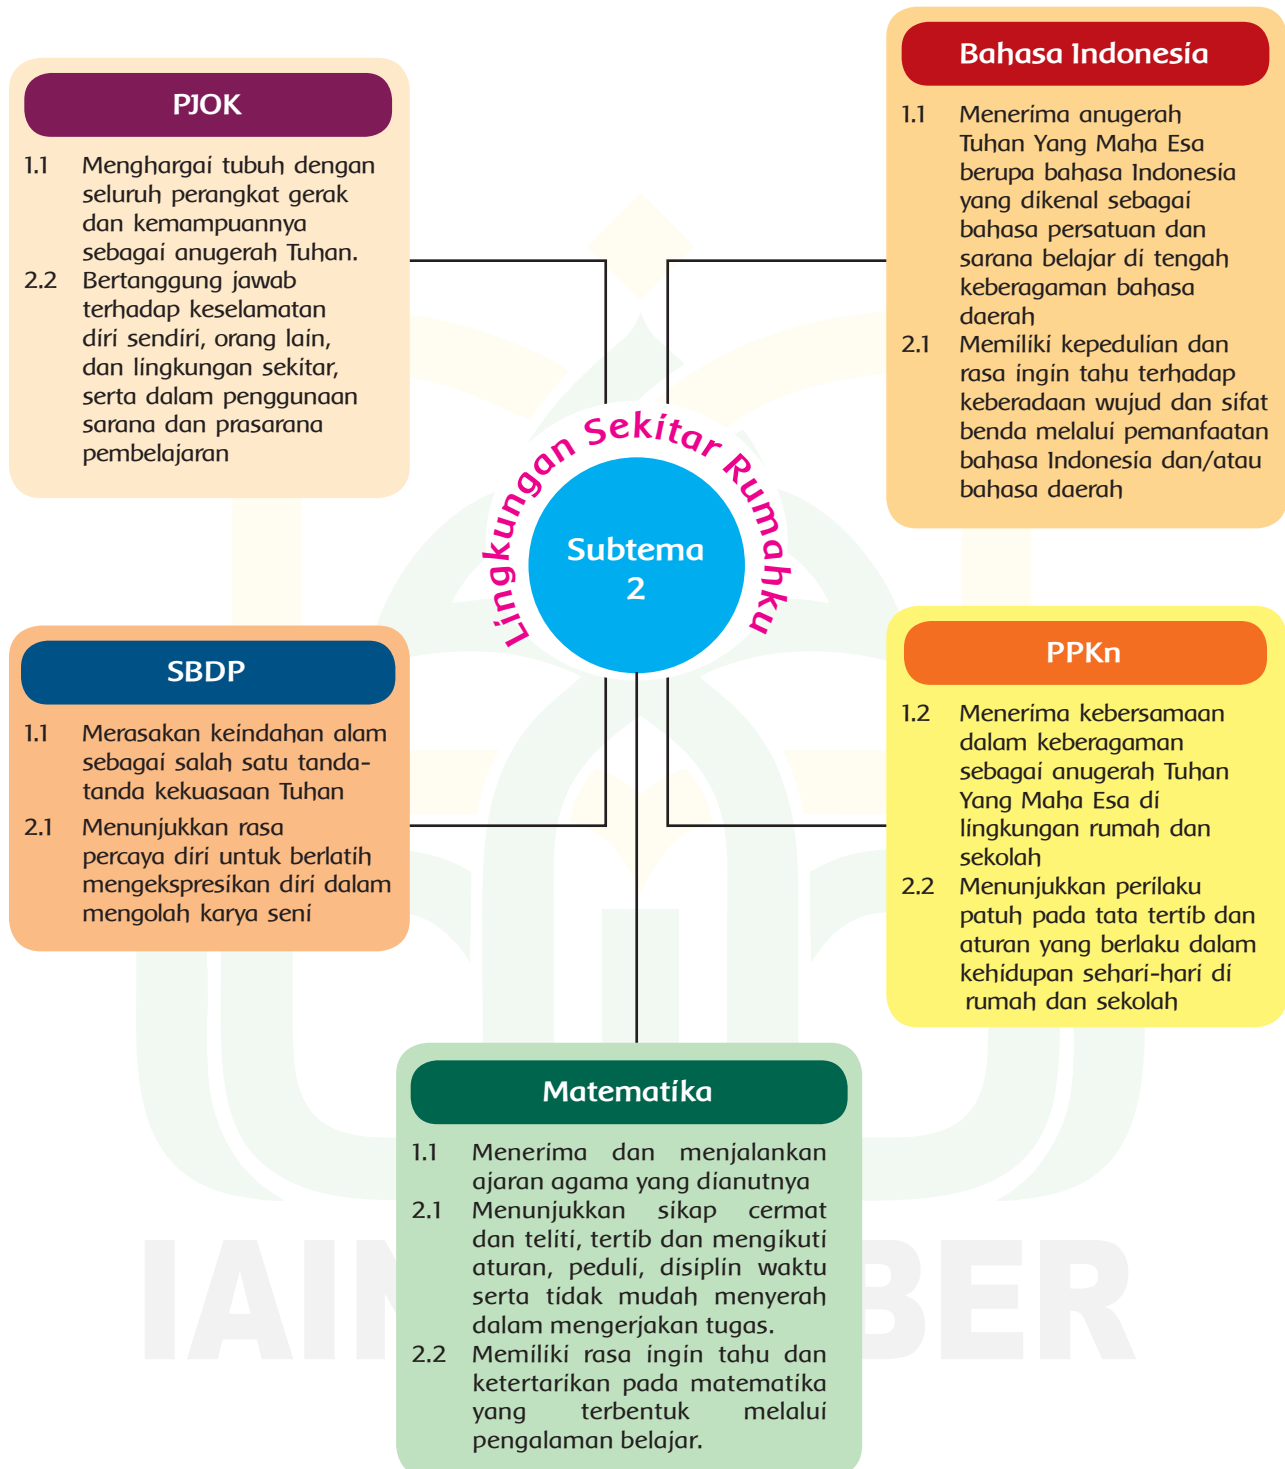 PJOK
1.1 Menghargai tubuh dengan
seluruh perangkat gerak
dan kemampuannya
sebagai anugerah Tuhan.
2.2 Bertanggung jawab
terhadap keselamatan
diri sendiri, orang lain,
dan lingkungan sekitar,
serta dalam penggunaan
sarana dan prasarana
pembelajaran
Bahasa Indonesia
1.1 Menerima anugerah
Tuhan Yang Maha Esa
berupa bahasa Indonesia
yang dikenal sebagai
bahasa persatuan dan
sarana belajar di tengah
keberagaman bahasa
daerah
2.1 Memiliki kepedulian dan
rasa ingin tahu terhadap
keberadaan wujud dan sifat
benda melalui pemanfaatan
bahasa Indonesia dan/atau
bahasa daerah
Lingkungan Sekitar Rumahku
Subtema
2
SBDP
1.1 Merasakan keindahan alam
sebagai salah satu tanda-
tanda kekuasaan Tuhan
2.1 Menunjukkan rasa
percaya diri untuk berlatih
mengekspresikan diri dalam
mengolah karya seni
PPKn
1.2 Menerima kebersamaan
dalam keberagaman
sebagai anugerah Tuhan
Yang Maha Esa di
lingkungan rumah dan
sekolah
2.2 Menunjukkan perilaku
patuh pada tata tertib dan
aturan yang berlaku dalam
kehidupan sehari-hari di
rumah dan sekolah
Matematika
1.1 Menerima dan menjalankan
ajaran agama yang dianutnya
2.1 Menunjukkan sikap cermat
dan teliti, tertib dan mengikuti
aturan, peduli, disiplin waktu
serta tidak mudah menyerah
dalam mengerjakan tugas.
2.2 Memiliki rasa ingin tahu dan
ketertarikan pada matematika
yang terbentuk melalui
pengalaman belajar.